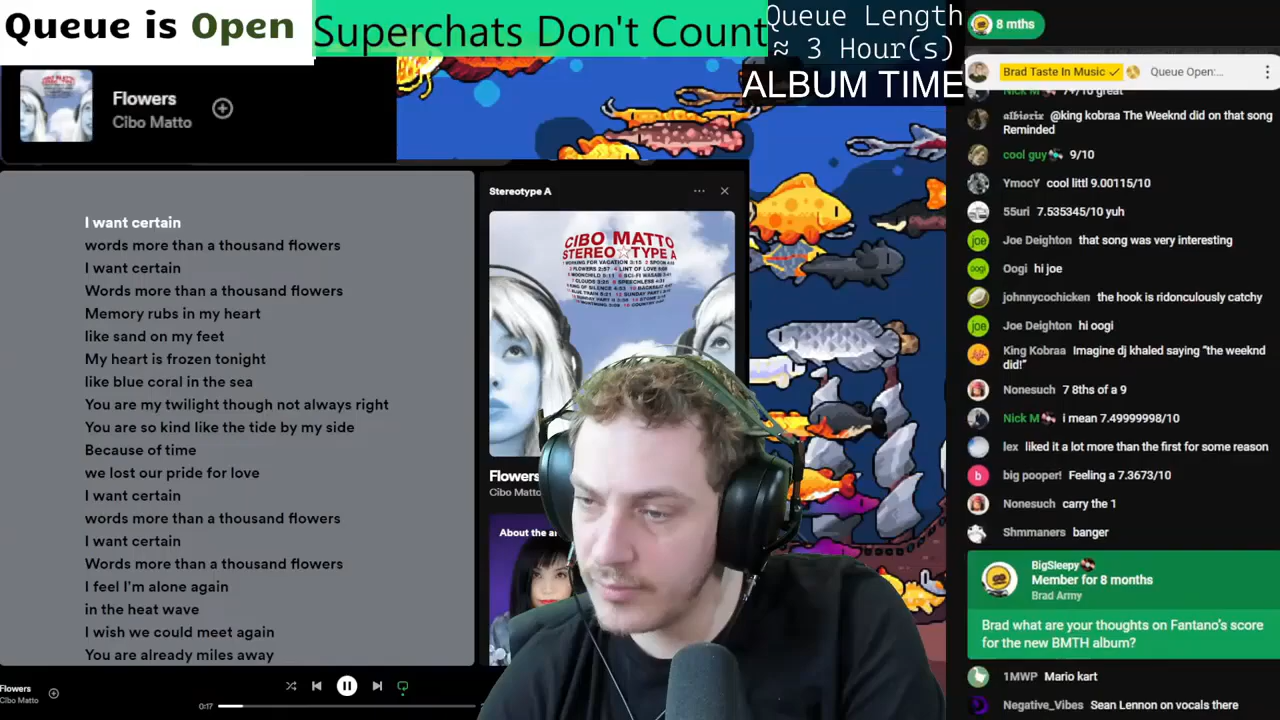 Queue is Open
Superchats Don't Count
Queue Length
≈ 3 Hour(s)
ALBUM TIME
Flowers
Cibo Matto
I want certain
words more than a thousand flowers
I want certain
Words more than a thousand flowers
Memory rubs in my heart
like sand on my feet
My heart is frozen tonight
like blue coral in the sea
You are my twilight though not always right
You are so kind like the tide by my side
Because of time
we lost our pride for love
I want certain
words more than a thousand flowers
I want certain
Words more than a thousand flowers
I feel I'm alone again
in the heat wave
I wish we could meet again
You are already miles away
Flowers
Cibo Matto
0:17
Stereotype A
CIBO MATTO
STEREO☆TYPE A
Flowers
Cibo Matto
About the ar
8 mths
Brad Taste In Music ✓ Queue Open:...
Nick M 79/10 great
albiorix @king kobraa The Weeknd did on that song
Reminded
cool guy 9/10
YmocY cool littl 9.00115/10
55uri 7.535345/10 yuh
joe Joe Deighton that song was very interesting
oogi Oogi hi joe
johnnycochicken the hook is ridonculously catchy
joe Joe Deighton hi oogi
King Kobraa Imagine dj khaled saying “the weeknd
did!”
Nonesuch 7 8ths of a 9
Nick M i mean 7.49999998/10
lex liked it a lot more than the first for some reason
b big pooper! Feeling a 7.3673/10
Nonesuch carry the 1
Shmmaners banger
BigSleepy
Member for 8 months
Brad Army
Brad what are your thoughts on Fantano's score
for the new BMTH album?
1MWP Mario kart
Negative_Vibes Sean Lennon on vocals there